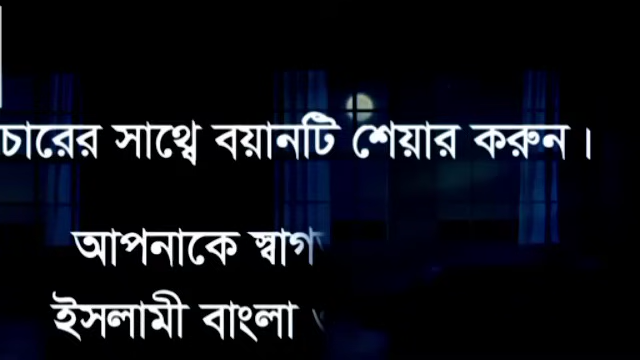 চারের সাথ্বে বয়ানটি শেয়ার করুন।
আপনাকে
ইসলামী বাংলা